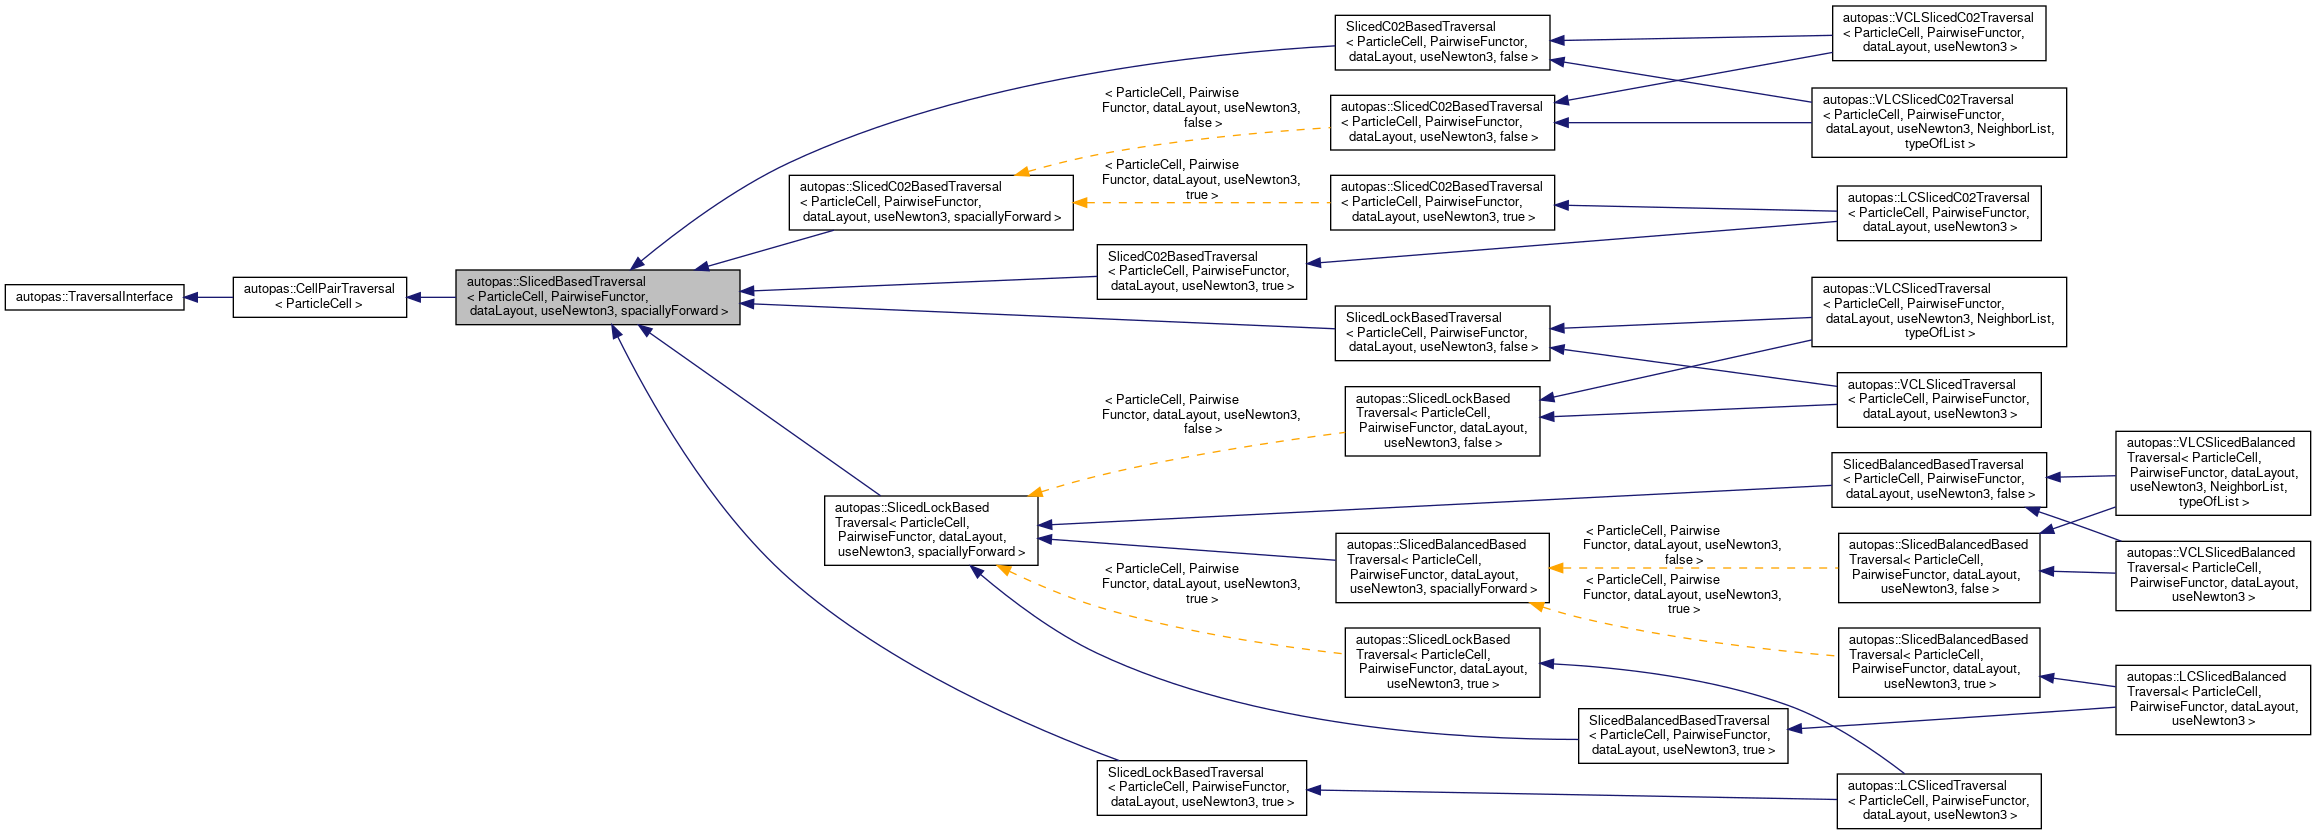 autopas::TraversalInterface
autopas::CellPairTraversal
< ParticleCell >
autopas::SlicedBasedTraversal
< ParticleCell, PairwiseFunctor,
dataLayout, useNewton3, spaciallyForward >
SlicedC02BasedTraversal
< ParticleCell, PairwiseFunctor,
dataLayout, useNewton3, false >
autopas::SlicedC02BasedTraversal
< ParticleCell, PairwiseFunctor,
dataLayout, useNewton3, spaciallyForward >
< ParticleCell, Pairwise
Functor, dataLayout, useNewton3,
false >
< ParticleCell, Pairwise
Functor, dataLayout, useNewton3,
true >
autopas::SlicedC02BasedTraversal
< ParticleCell, PairwiseFunctor,
dataLayout, useNewton3, false >
autopas::SlicedC02BasedTraversal
< ParticleCell, PairwiseFunctor,
dataLayout, useNewton3, true >
SlicedC02BasedTraversal
< ParticleCell, PairwiseFunctor,
dataLayout, useNewton3, true >
autopas::VCLSlicedC02Traversal
< ParticleCell, PairwiseFunctor,
dataLayout, useNewton3 >
autopas::VLCSlicedC02Traversal
< ParticleCell, PairwiseFunctor,
dataLayout, useNewton3, NeighborList,
typeOfList >
autopas::LCSlicedC02Traversal
< ParticleCell, PairwiseFunctor,
dataLayout, useNewton3 >
SlicedLockBasedTraversal
< ParticleCell, PairwiseFunctor,
dataLayout, useNewton3, false >
autopas::VLCSlicedTraversal
< ParticleCell, PairwiseFunctor,
dataLayout, useNewton3, NeighborList,
typeOfList >
autopas::VCLSlicedTraversal
< ParticleCell, PairwiseFunctor,
dataLayout, useNewton3 >
< ParticleCell, Pairwise
Functor, dataLayout, useNewton3,
false >
autopas::SlicedLockBased
Traversal< ParticleCell,
PairwiseFunctor, dataLayout,
useNewton3, false >
autopas::SlicedLockBased
Traversal< ParticleCell,
PairwiseFunctor, dataLayout,
useNewton3, spaciallyForward >
SlicedBalancedBasedTraversal
< ParticleCell, PairwiseFunctor,
dataLayout, useNewton3, false >
autopas::VLCSlicedBalanced
Traversal< ParticleCell,
PairwiseFunctor, dataLayout,
useNewton3, NeighborList,
typeOfList >
autopas::SlicedBalancedBased
Traversal< ParticleCell,
PairwiseFunctor, dataLayout,
useNewton3, spaciallyForward >
< ParticleCell, Pairwise
Functor, dataLayout, useNewton3,
false >
< ParticleCell, Pairwise
Functor, dataLayout, useNewton3,
true >
autopas::SlicedBalancedBased
Traversal< ParticleCell,
PairwiseFunctor, dataLayout,
useNewton3, false >
autopas::VCLSlicedBalanced
Traversal< ParticleCell,
PairwiseFunctor, dataLayout,
useNewton3 >
< ParticleCell, Pairwise
Functor, dataLayout, useNewton3,
true >
autopas::SlicedLockBased
Traversal< ParticleCell,
PairwiseFunctor, dataLayout,
useNewton3, true >
autopas::SlicedBalancedBased
Traversal< ParticleCell,
PairwiseFunctor, dataLayout,
useNewton3, true >
autopas::LCSlicedBalanced
Traversal< ParticleCell,
PairwiseFunctor, dataLayout,
useNewton3 >
SlicedBalancedBasedTraversal
< ParticleCell, PairwiseFunctor,
dataLayout, useNewton3, true >
SlicedLockBasedTraversal
< ParticleCell, PairwiseFunctor,
dataLayout, useNewton3, true >
autopas::LCSlicedTraversal
< ParticleCell, PairwiseFunctor,
dataLayout, useNewton3 >